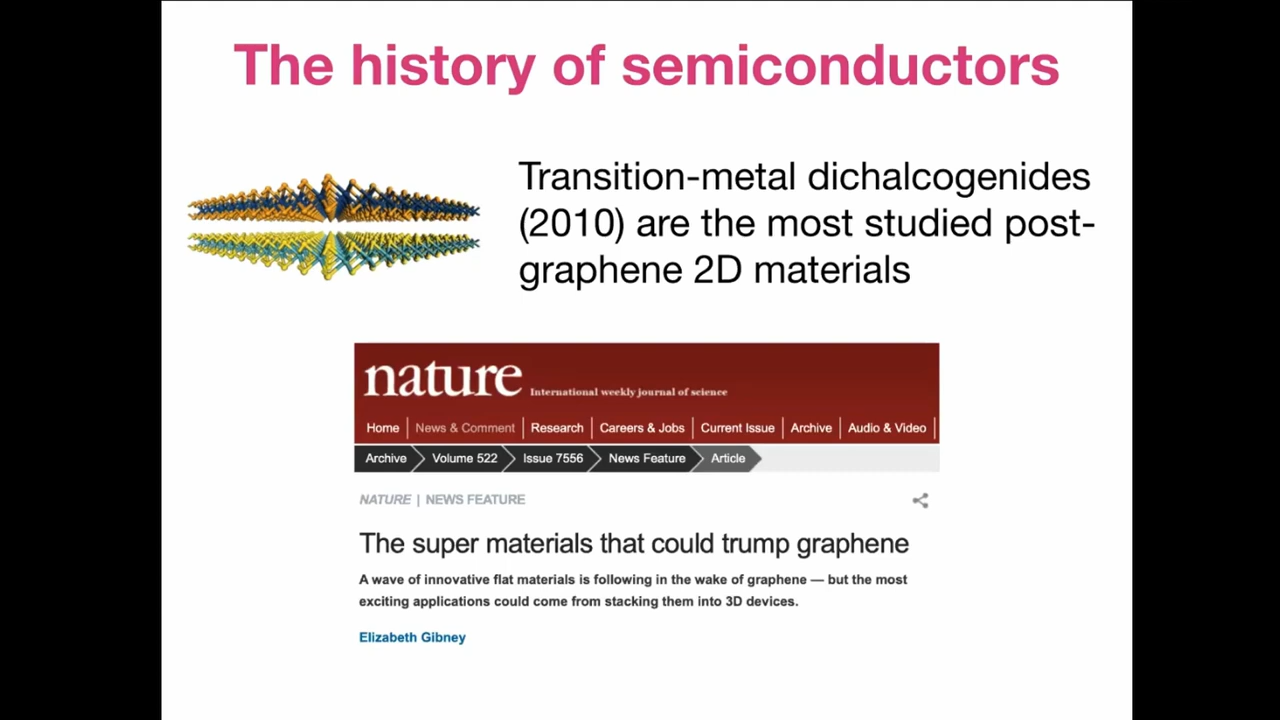 The history of semiconductors
Transition-metal dichalcogenides
(2010) are the most studied post-
graphene 2D materials
nature International weekly journal of science
Home | News & Comment | Research | Careers & Jobs | Current Issue | Archive | Audio & Video |
Archive Volume 522 Issue 7556 News Feature Article
NATURE | NEWS FEATURE
The super materials that could trump graphene
A wave of innovative flat materials is following in the wake of graphene — but the most
exciting applications could come from stacking them into 3D devices.
Elizabeth Gibney